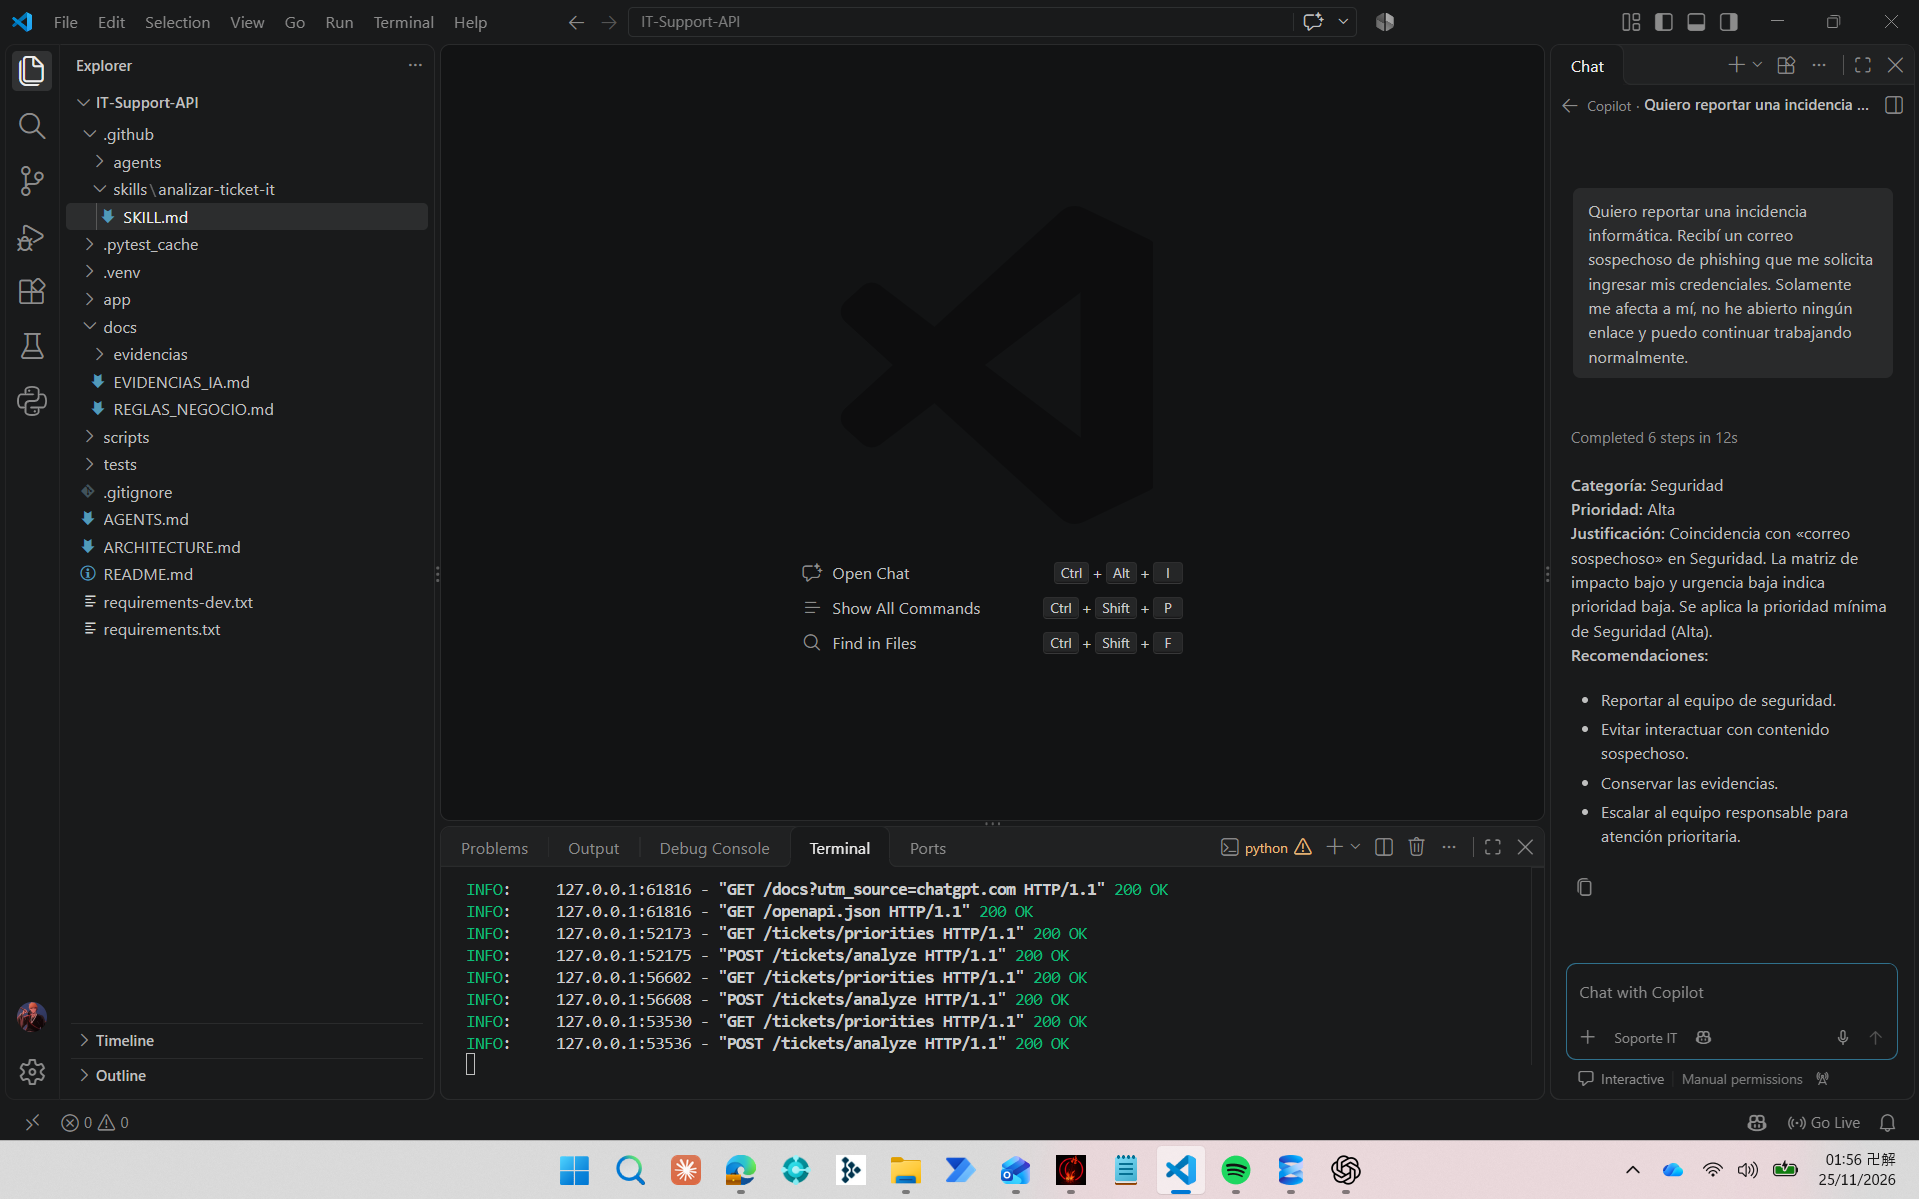 File Edit Selection View Go Run Terminal Help
IT-Support-API
Explorer
IT-Support-API
.github
agents
skills\analizar-ticket-it
SKILL.md
.pytest_cache
.venv
app
docs
evidencias
EVIDENCIAS_IA.md
REGLAS_NEGOCIO.md
scripts
tests
.gitignore
AGENTS.md
ARCHITECTURE.md
README.md
requirements-dev.txt
requirements.txt
Timeline
Outline
Open Chat Ctrl + Alt + I
Show All Commands Ctrl + Shift + P
Find in Files Ctrl + Shift + F
Problems Output Debug Console Terminal Ports
python
INFO: 127.0.0.1:61816 - "GET /docs?utm_source=chatgpt.com HTTP/1.1" 200 OK
INFO: 127.0.0.1:61816 - "GET /openapi.json HTTP/1.1" 200 OK
INFO: 127.0.0.1:52173 - "GET /tickets/priorities HTTP/1.1" 200 OK
INFO: 127.0.0.1:52175 - "POST /tickets/analyze HTTP/1.1" 200 OK
INFO: 127.0.0.1:56602 - "GET /tickets/priorities HTTP/1.1" 200 OK
INFO: 127.0.0.1:56608 - "POST /tickets/analyze HTTP/1.1" 200 OK
INFO: 127.0.0.1:53530 - "GET /tickets/priorities HTTP/1.1" 200 OK
INFO: 127.0.0.1:53536 - "POST /tickets/analyze HTTP/1.1" 200 OK
Chat
Copilot · Quiero reportar una incidencia ...
Quiero reportar una incidencia
informática. Recibí un correo
sospechoso de phishing que me solicita
ingresar mis credenciales. Solamente
me afecta a mí, no he abierto ningún
enlace y puedo continuar trabajando
normalmente.
Completed 6 steps in 12s
Categoría: Seguridad
Prioridad: Alta
Justificación: Coincidencia con «correo
sospechoso» en Seguridad. La matriz de
impacto bajo y urgencia baja indica
prioridad baja. Se aplica la prioridad mínima
de Seguridad (Alta).
Recomendaciones:
• Reportar al equipo de seguridad.
• Evitar interactuar con contenido
sospechoso.
• Conservar las evidencias.
• Escalar al equipo responsable para
atención prioritaria.
Chat with Copilot
Soporte IT
Interactive Manual permissions
0 0
Go Live
01:56 卍解
25/11/2026